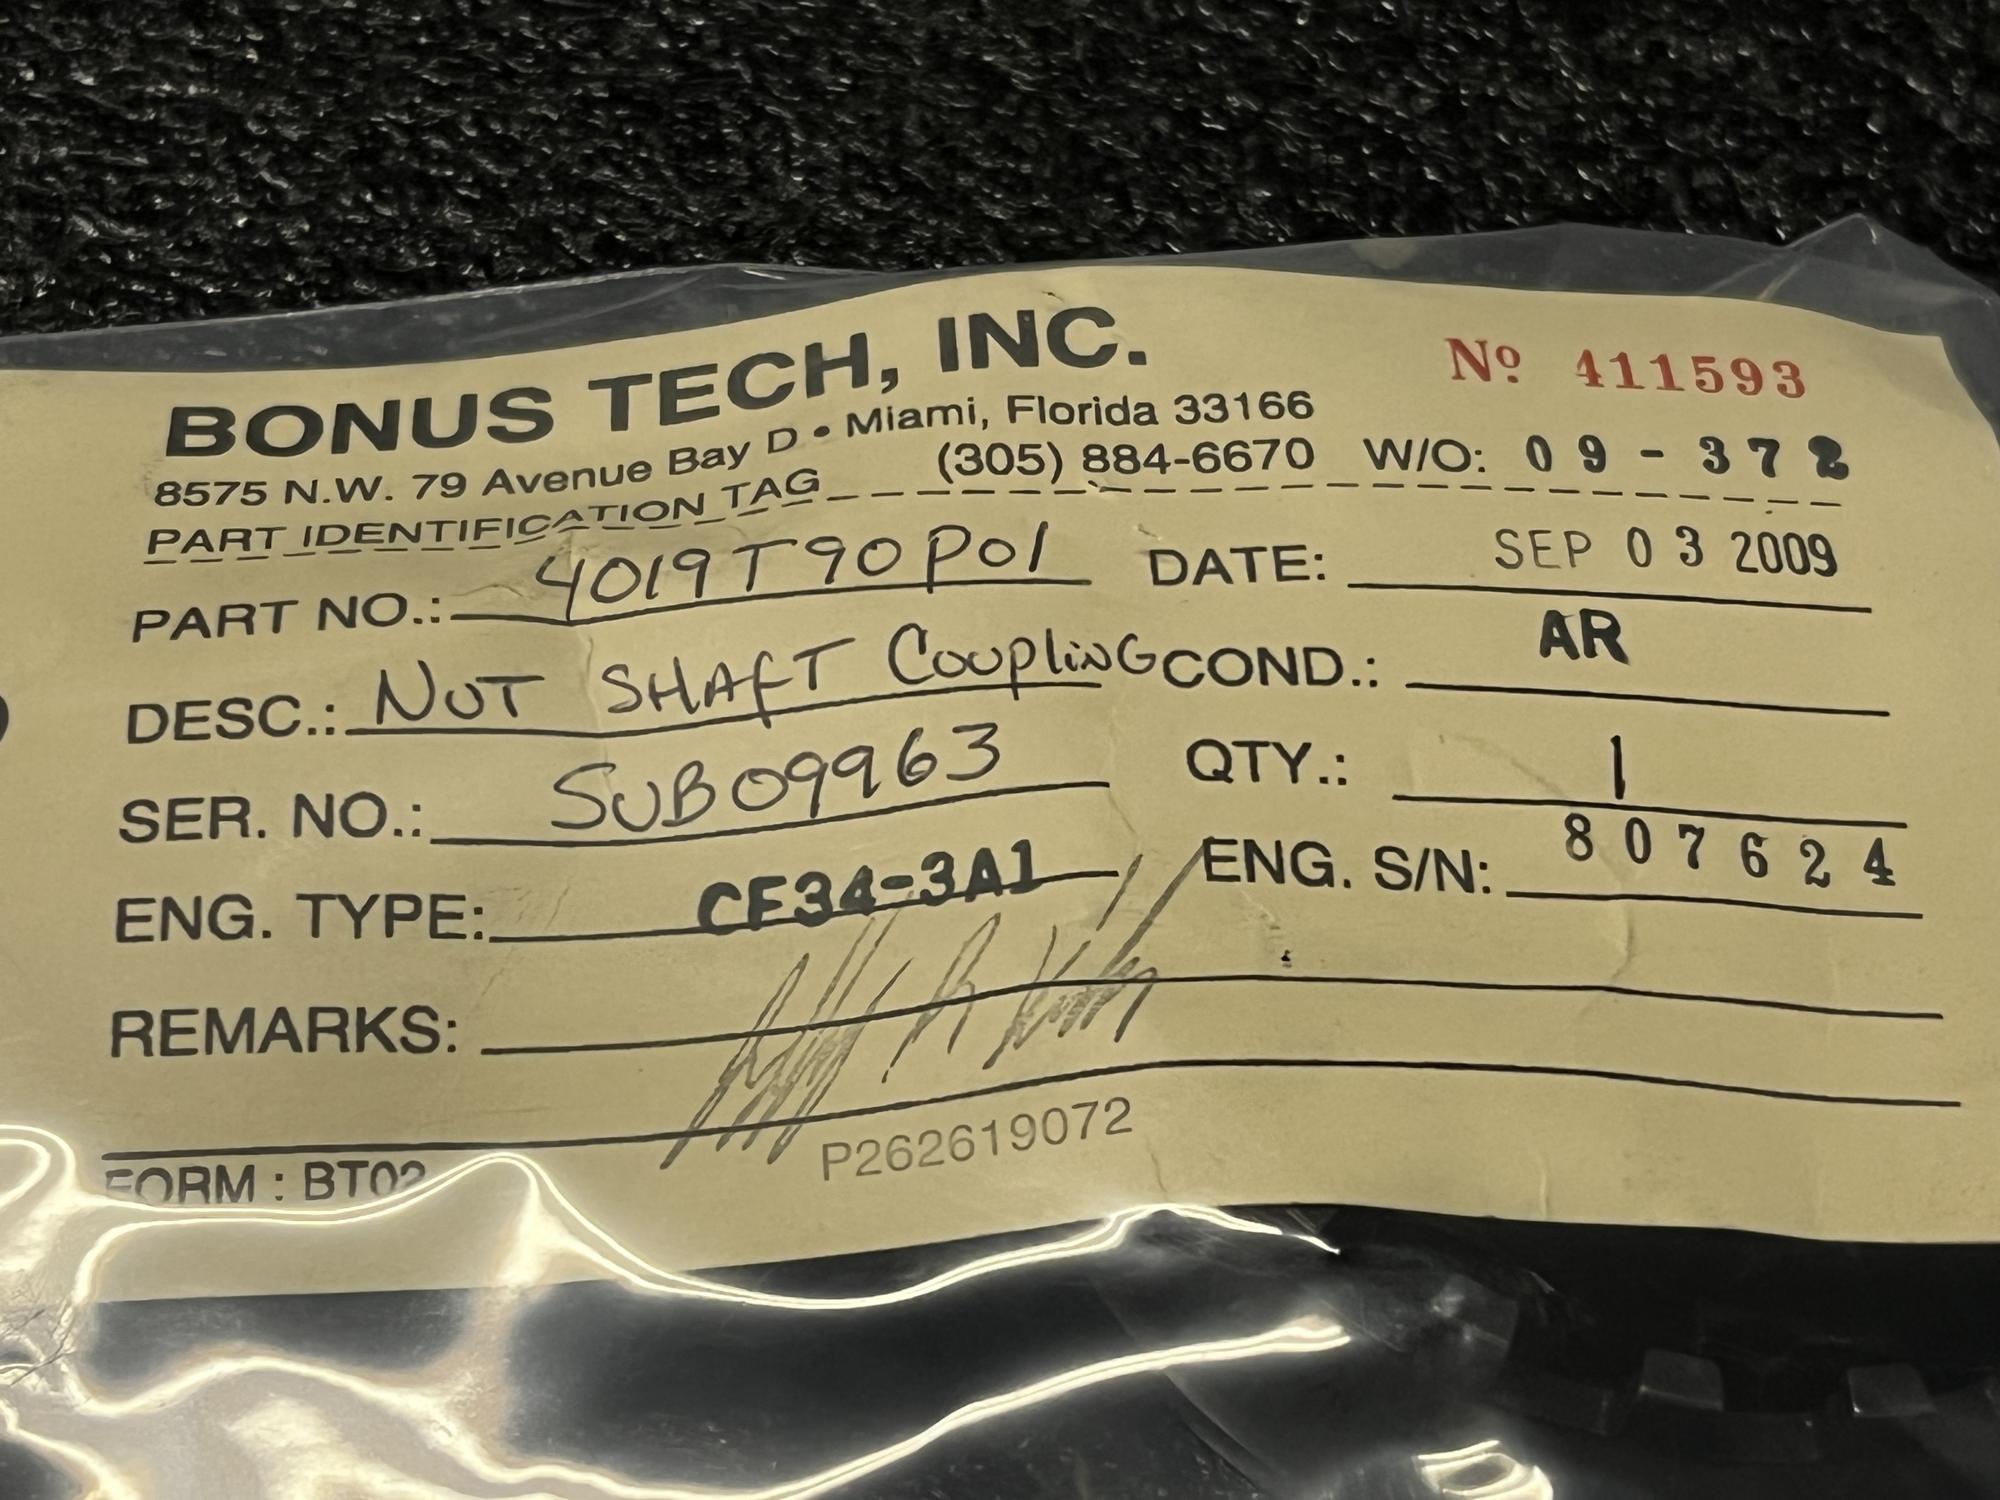 BONUS TECH, INC.
Nº 411593
8575 N.W. 79 Avenue Bay D • Miami, Florida 33166
PART IDENTIFICATION TAG (305) 884-6670 W/O: 09-372
PART NO.: 4019T90P01 DATE: SEP 03 2009
DESC.: NUT SHAFT COUPLING COND.: AR
SER. NO.: SUB09963 QTY.: 1
ENG. TYPE: CF34-3A1 ENG. S/N: 807624
REMARKS:
P262619072
FORM : BT02